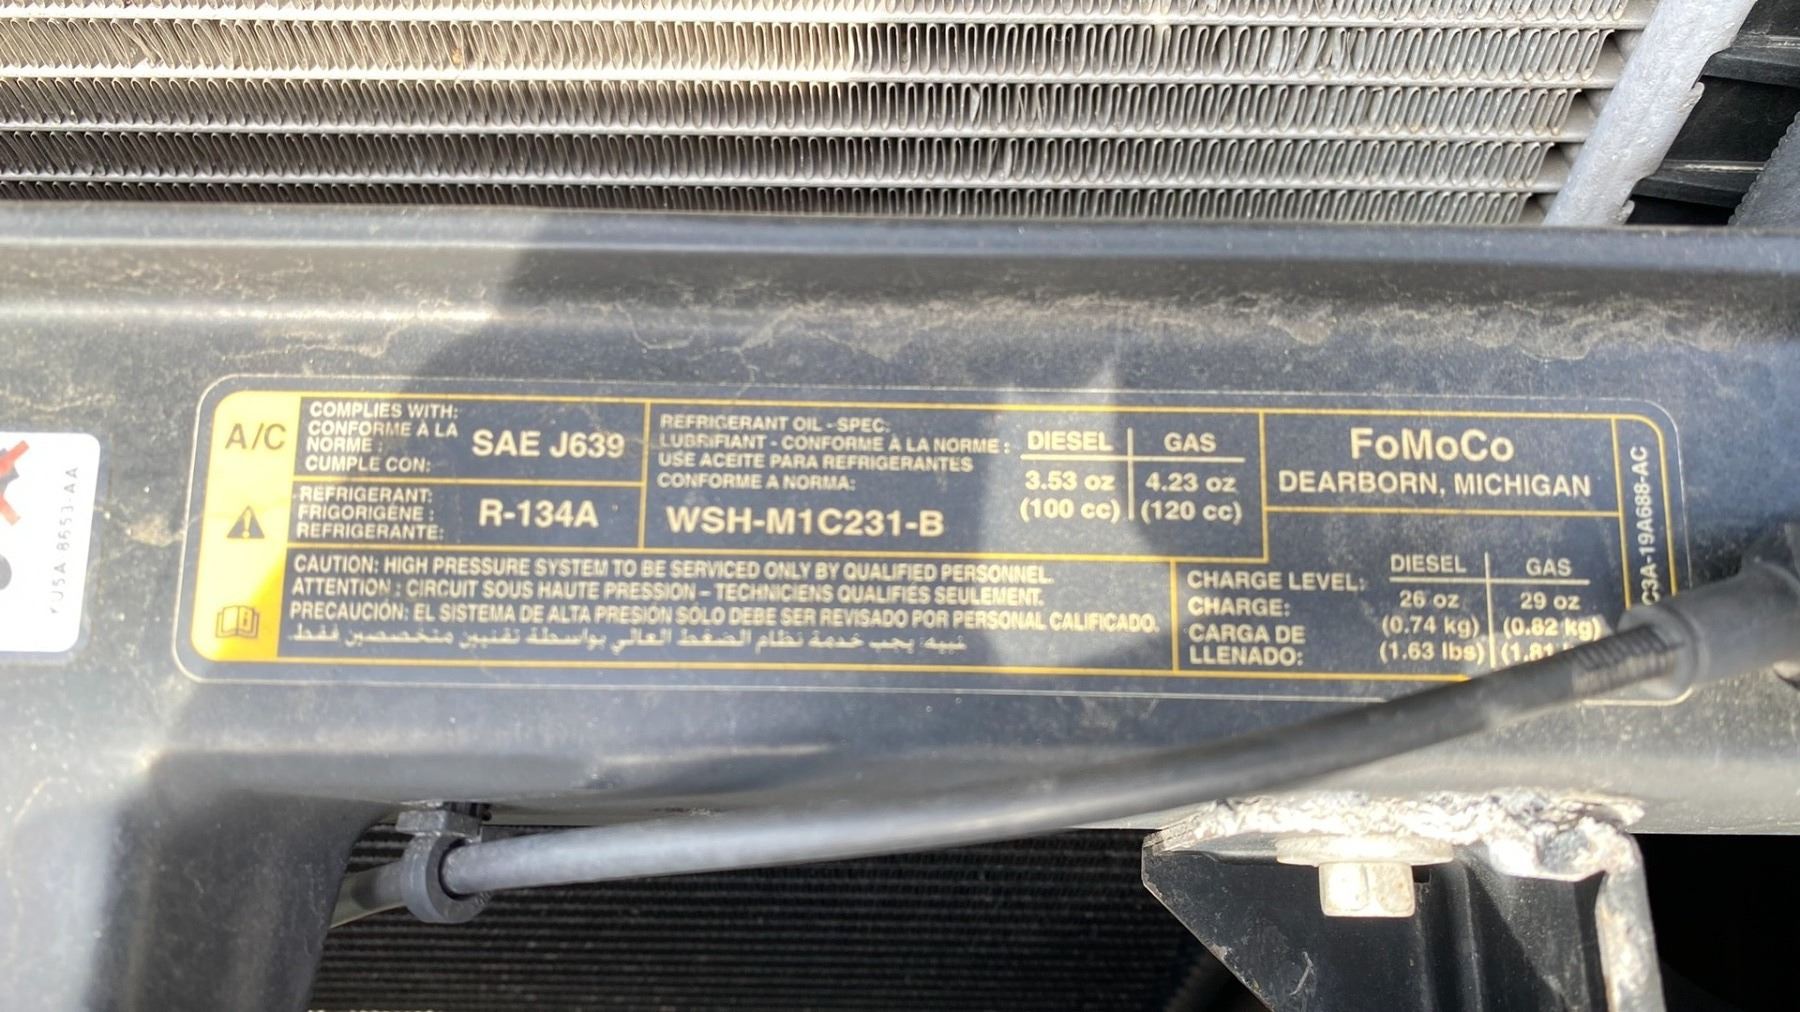 A/C
COMPLIES WITH:
CONFORME À LA
NORME :
CUMPLE CON:
SAE J639
REFRIGERANT:
FRIGORIGÈNE :
REFRIGERANTE:
R-134A
REFRIGERANT OIL - SPEC:
LUBRIFIANT - CONFORME À LA NORME :
USE ACEITE PARA REFRIGERANTES
CONFORME A NORMA:
WSH-M1C231-B
DIESEL GAS
3.53 oz 4.23 oz
(100 cc) (120 cc)
FoMoCo
DEARBORN, MICHIGAN
CAUTION: HIGH PRESSURE SYSTEM TO BE SERVICED ONLY BY QUALIFIED PERSONNEL.
ATTENTION : CIRCUIT SOUS HAUTE PRESSION – TECHNICIENS QUALIFIÉS SEULEMENT.
PRECAUCIÓN: EL SISTEMA DE ALTA PRESIÓN SÓLO DEBE SER REVISADO POR PERSONAL CALIFICADO.
تنبيه: يجب خدمة نظام الضغط العالي بواسطة تقنيين متخصصين فقط
CHARGE LEVEL:
CHARGE:
CARGA DE
LLENADO:
DIESEL GAS
26 oz 29 oz
(0.74 kg) (0.82 kg)
(1.63 lbs) (1.81
C3A-19A688-AC